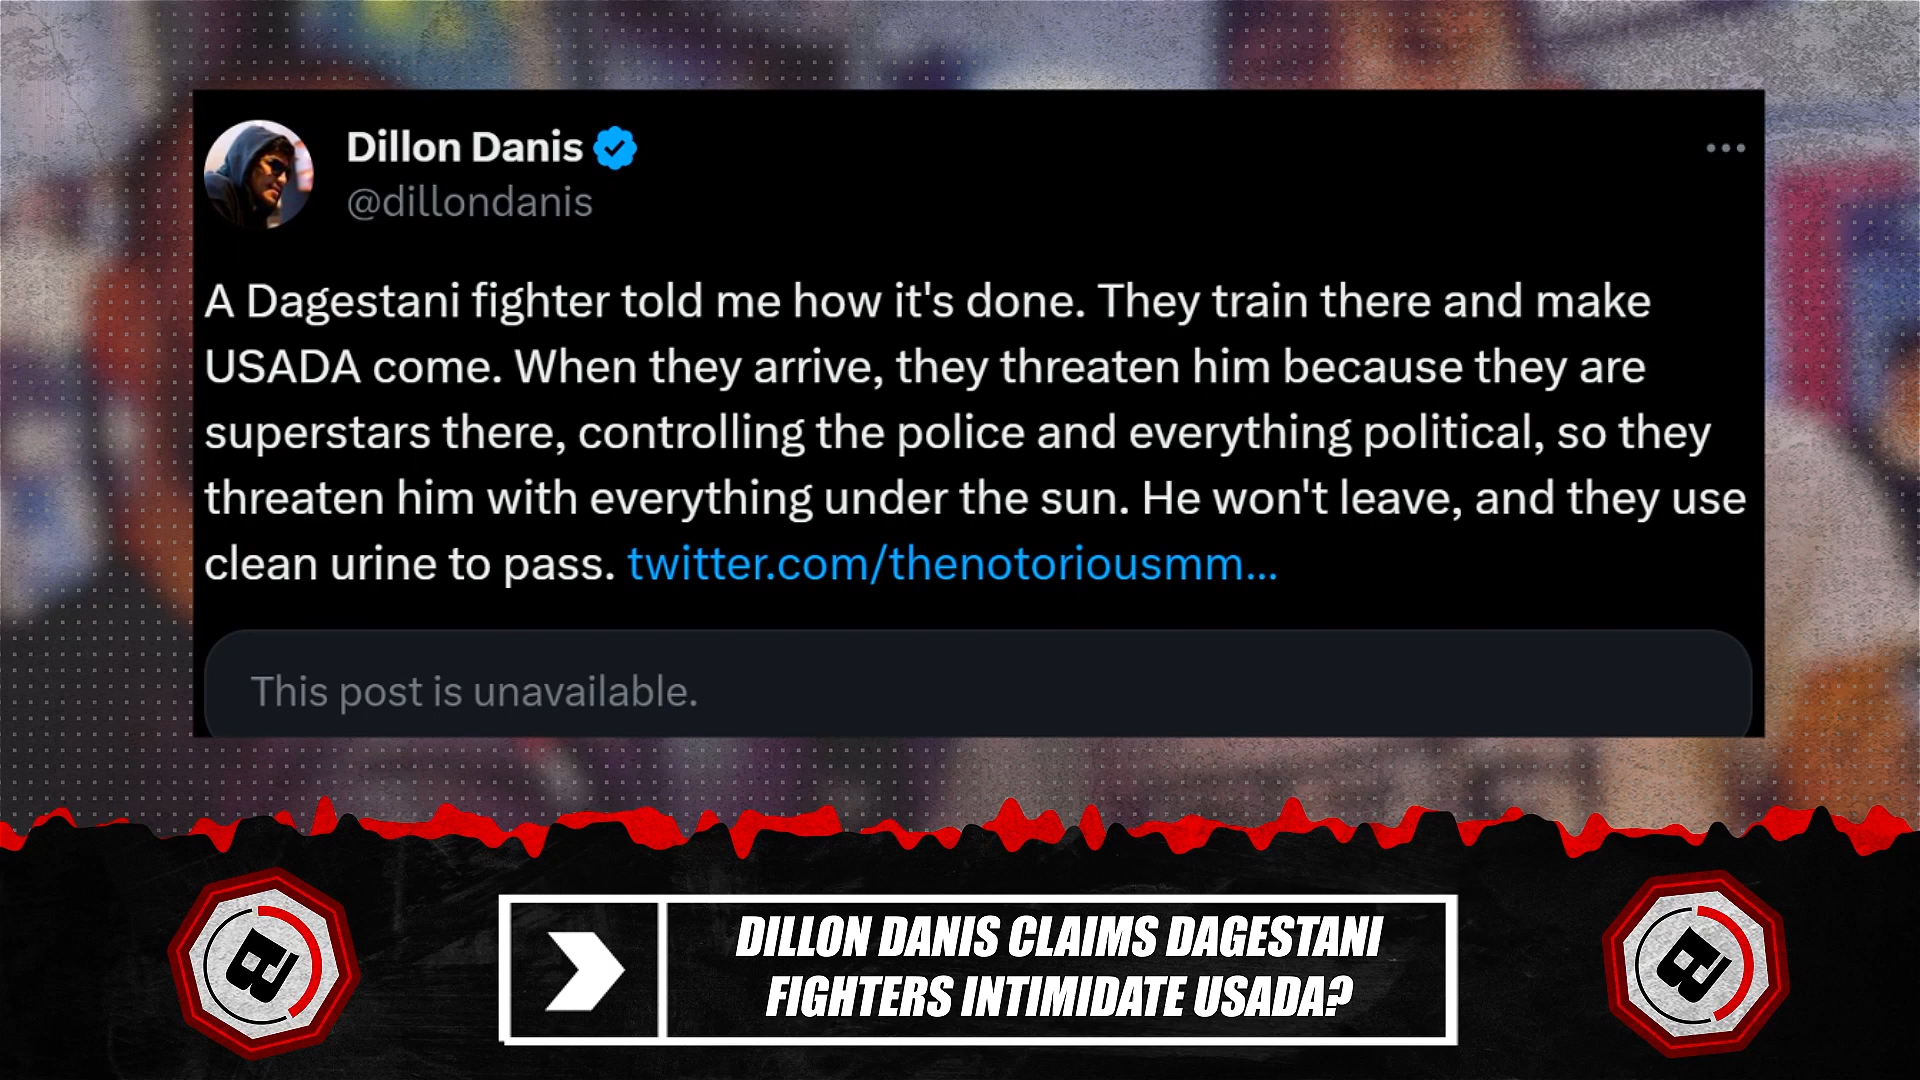 Dillon Danis
@dillondanis
A Dagestani fighter told me how it's done. They train there and make
USADA come. When they arrive, they threaten him because they are
superstars there, controlling the police and everything political, so they
threaten him with everything under the sun. He won't leave, and they use
clean urine to pass. twitter.com/thenotoriousmm...
This post is unavailable.
DILLON DANIS CLAIMS DAGESTANI
FIGHTERS INTIMIDATE USADA?